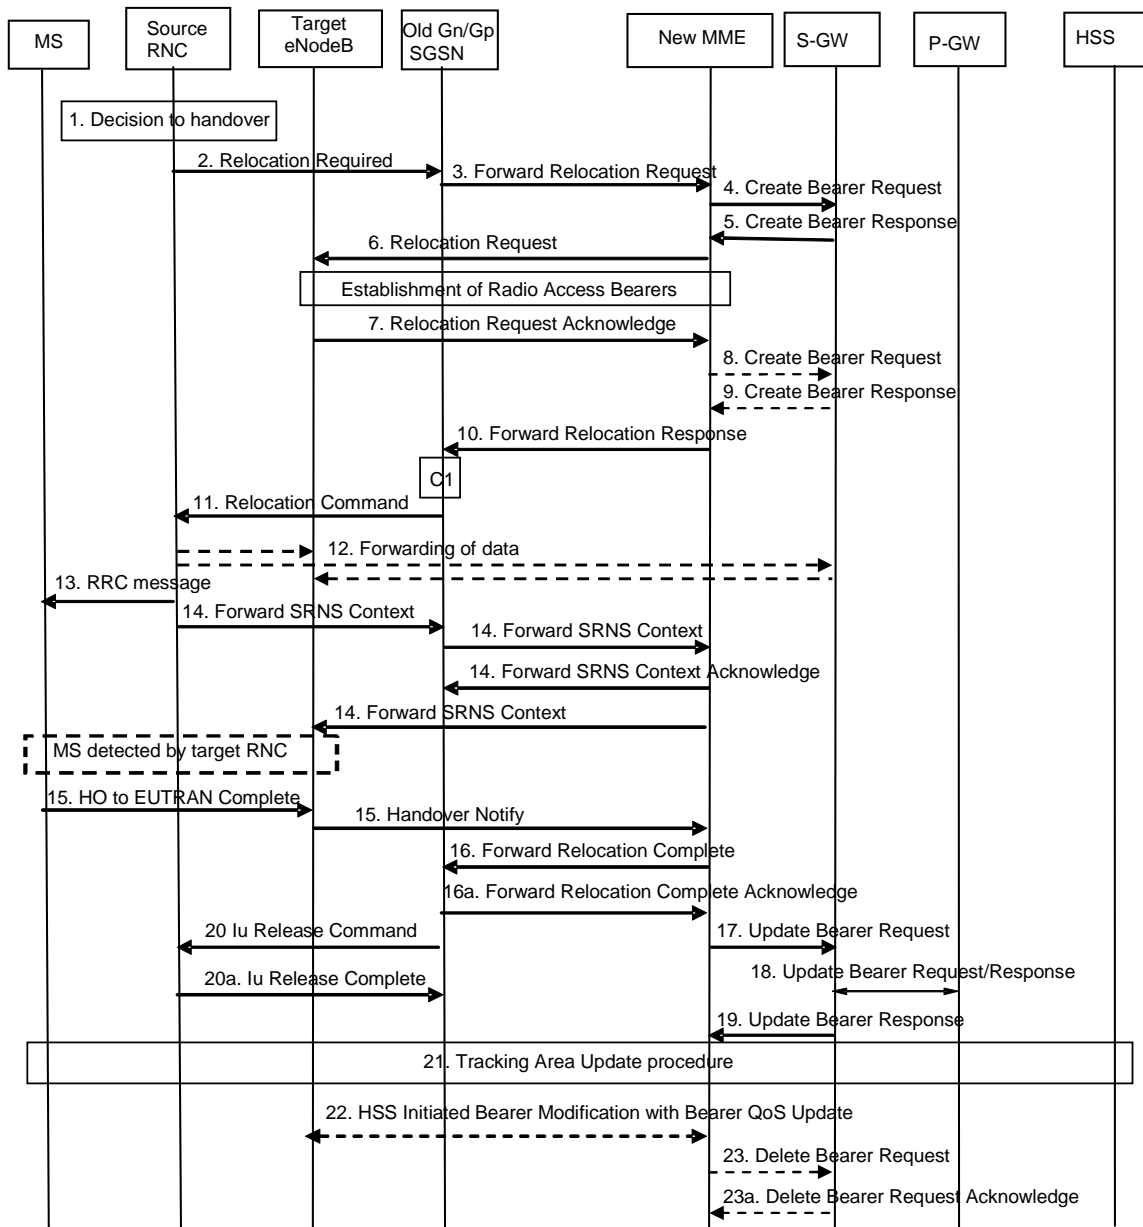 MS
Source
RNC
Target
eNodeB
Old Gn/Gp
SGSN
New MME
S-GW
P-GW
HSS
1. Decision to handover
2. Relocation Required
3. Forward Relocation Request
4. Create Bearer Request
5. Create Bearer Response
6. Relocation Request
Establishment of Radio Access Bearers
7. Relocation Request Acknowledge
8. Create Bearer Request
9. Create Bearer Response
10. Forward Relocation Response
C1
11. Relocation Command
12. Forwarding of data
13. RRC message
14. Forward SRNS Context
14. Forward SRNS Context
14. Forward SRNS Context Acknowledge
14. Forward SRNS Context
MS detected by target RNC
15. HO to EUTRAN Complete
15. Handover Notify
16. Forward Relocation Complete
16a. Forward Relocation Complete Acknowledge
20 Iu Release Command
17. Update Bearer Request
18. Update Bearer Request/Response
20a. Iu Release Complete
19. Update Bearer Response
21. Tracking Area Update procedure
22. HSS Initiated Bearer Modification with Bearer QoS Update
23. Delete Bearer Request
23a. Delete Bearer Request Acknowledge